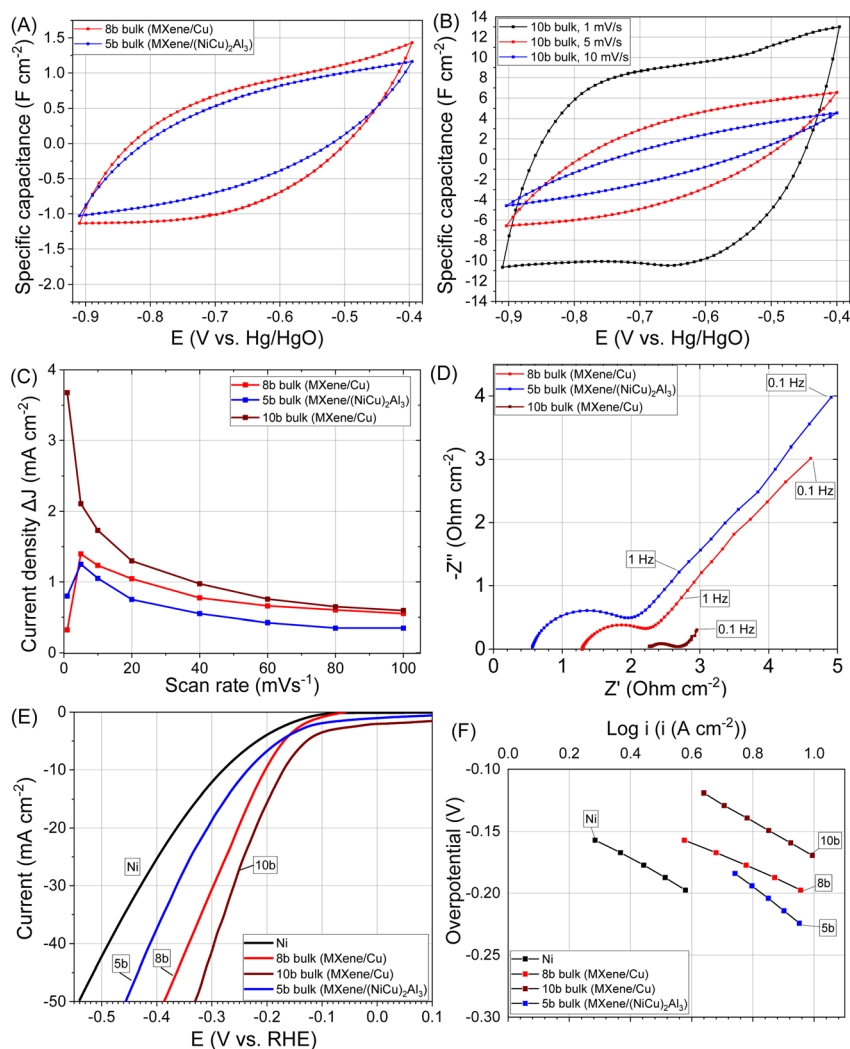 (A)
8b bulk (MXene/Cu)
5b bulk (MXene/(NiCu)₂Al₃)
Specific capacitance (F cm⁻²)
1.5
1.0
0.5
0.0
-0.5
-1.0
-1.5
-2.0
-0.9 -0.8 -0.7 -0.6 -0.5 -0.4
E (V vs. Hg/HgO)
(B)
10b bulk, 1 mV/s
10b bulk, 5 mV/s
10b bulk, 10 mV/s
Specific capacitance (F cm⁻²)
14
12
10
8
6
4
2
0
-2
-4
-6
-8
-10
-12
-14
-0,9 -0,8 -0,7 -0,6 -0,5 -0,4
E (V vs. Hg/HgO)
(C)
8b bulk (MXene/Cu)
5b bulk (MXene/(NiCu)₂Al₃)
10b bulk (MXene/Cu)
Current density ΔJ (mA cm⁻²)
4
3
2
1
0
0 20 40 60 80 100
Scan rate (mVs⁻¹)
(D)
8b bulk (MXene/Cu)
5b bulk (MXene/(NiCu)₂Al₃)
10b bulk (MXene/Cu)
0.1 Hz
0.1 Hz
1 Hz
1 Hz
0.1 Hz
-Z'' (Ohm cm⁻²)
4
3
2
1
0
0 1 2 3 4 5
Z' (Ohm cm⁻²)
(E)
Current (mA cm⁻²)
0
-10
-20
-30
-40
-50
Ni
10b
5b
8b
Ni
8b bulk (MXene/Cu)
10b bulk (MXene/Cu)
5b bulk (MXene/(NiCu)₂Al₃)
-0.5 -0.4 -0.3 -0.2 -0.1 0.0 0.1
E (V vs. RHE)
(F)
Log i (i (A cm⁻²))
0.0 0.2 0.4 0.6 0.8 1.0
Overpotential (V)
-0.10
-0.15
-0.20
-0.25
-0.30
Ni
10b
8b
5b
Ni
8b bulk (MXene/Cu)
10b bulk (MXene/Cu)
5b bulk (MXene/(NiCu)₂Al₃)